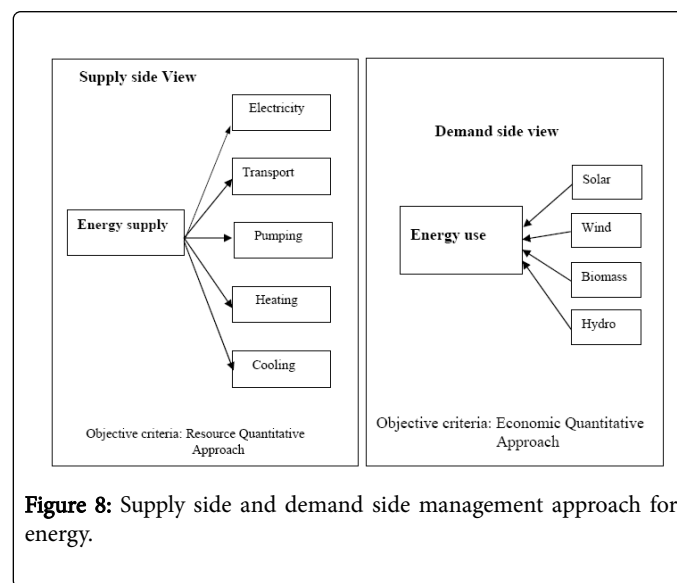 Supply side View
Electricity
Transport
Energy supply
Pumping
Heating
Cooling
Objective criteria: Resource Quantitative
Approach
Demand side view
Solar
Energy use
Wind
Biomass
Hydro
Objective criteria: Economic Quantitative
Approach
Figure 8: Supply side and demand side management approach for
energy.